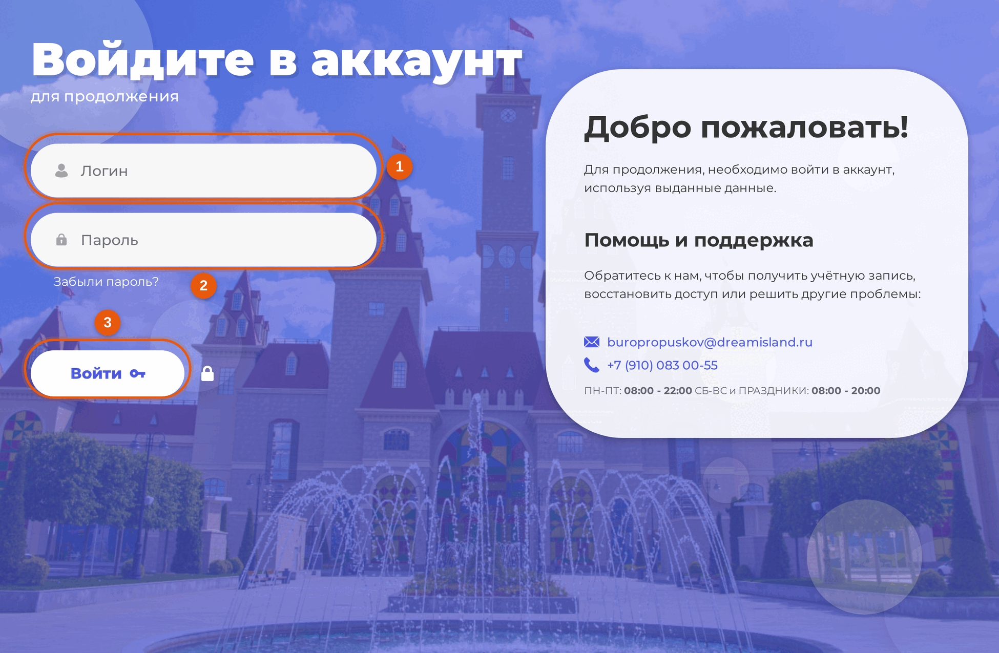 Войдите в аккаунт
для продолжения
Логин
1
Пароль
Забыли пароль?
2
3
Войти
Добро пожаловать!
Для продолжения, необходимо войти в аккаунт,
используя выданные данные.
Помощь и поддержка
Обратитесь к нам, чтобы получить учётную запись,
восстановить доступ или решить другие проблемы:
buropropuskov@dreamisland.ru
+7 (910) 083 00-55
ПН-ПТ: 08:00 - 22:00 СБ-ВС и ПРАЗДНИКИ: 08:00 - 20:00